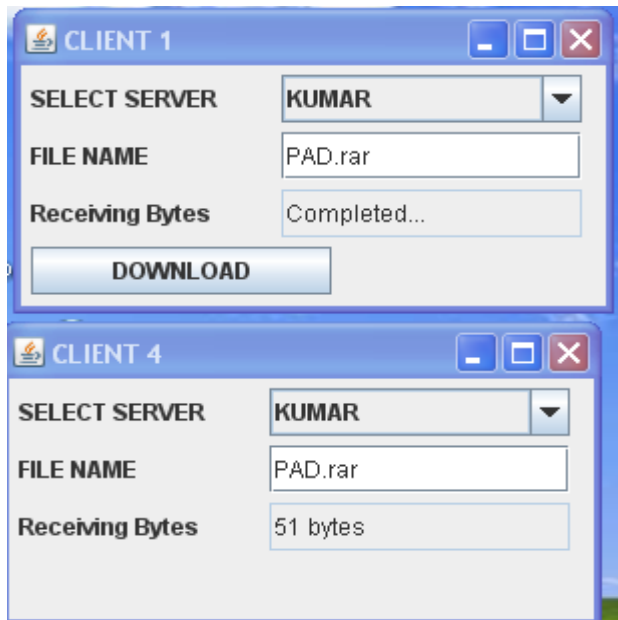 CLIENT 1
SELECT SERVER KUMAR
FILE NAME PAD.rar
Receiving Bytes Completed...
DOWNLOAD
CLIENT 4
SELECT SERVER KUMAR
FILE NAME PAD.rar
Receiving Bytes 51 bytes